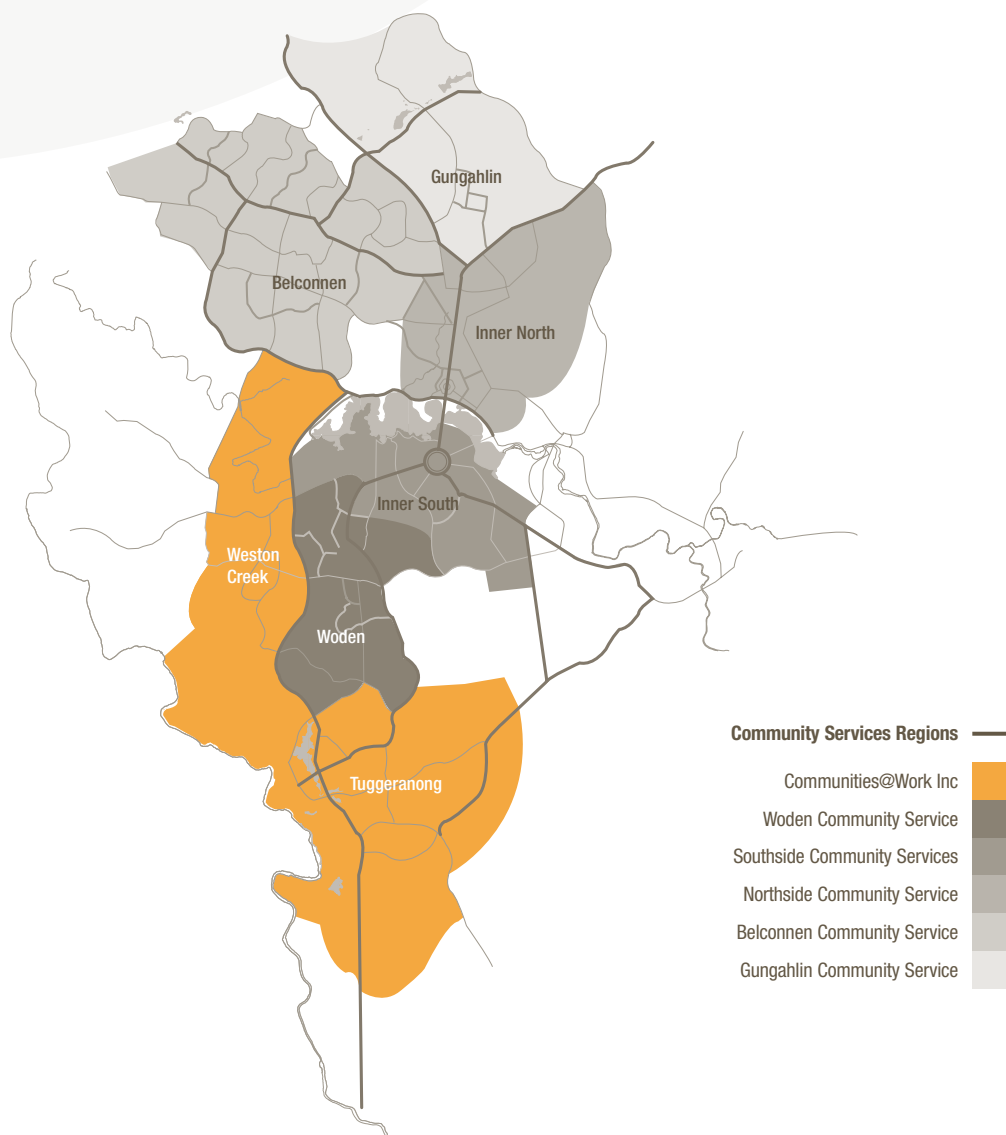 Gungahlin
Belconnen
Inner North
Inner South
Weston
Creek
Woden
Tuggeranong
Community Services Regions
Communities@Work Inc
Woden Community Service
Southside Community Services
Northside Community Service
Belconnen Community Service
Gungahlin Community Service